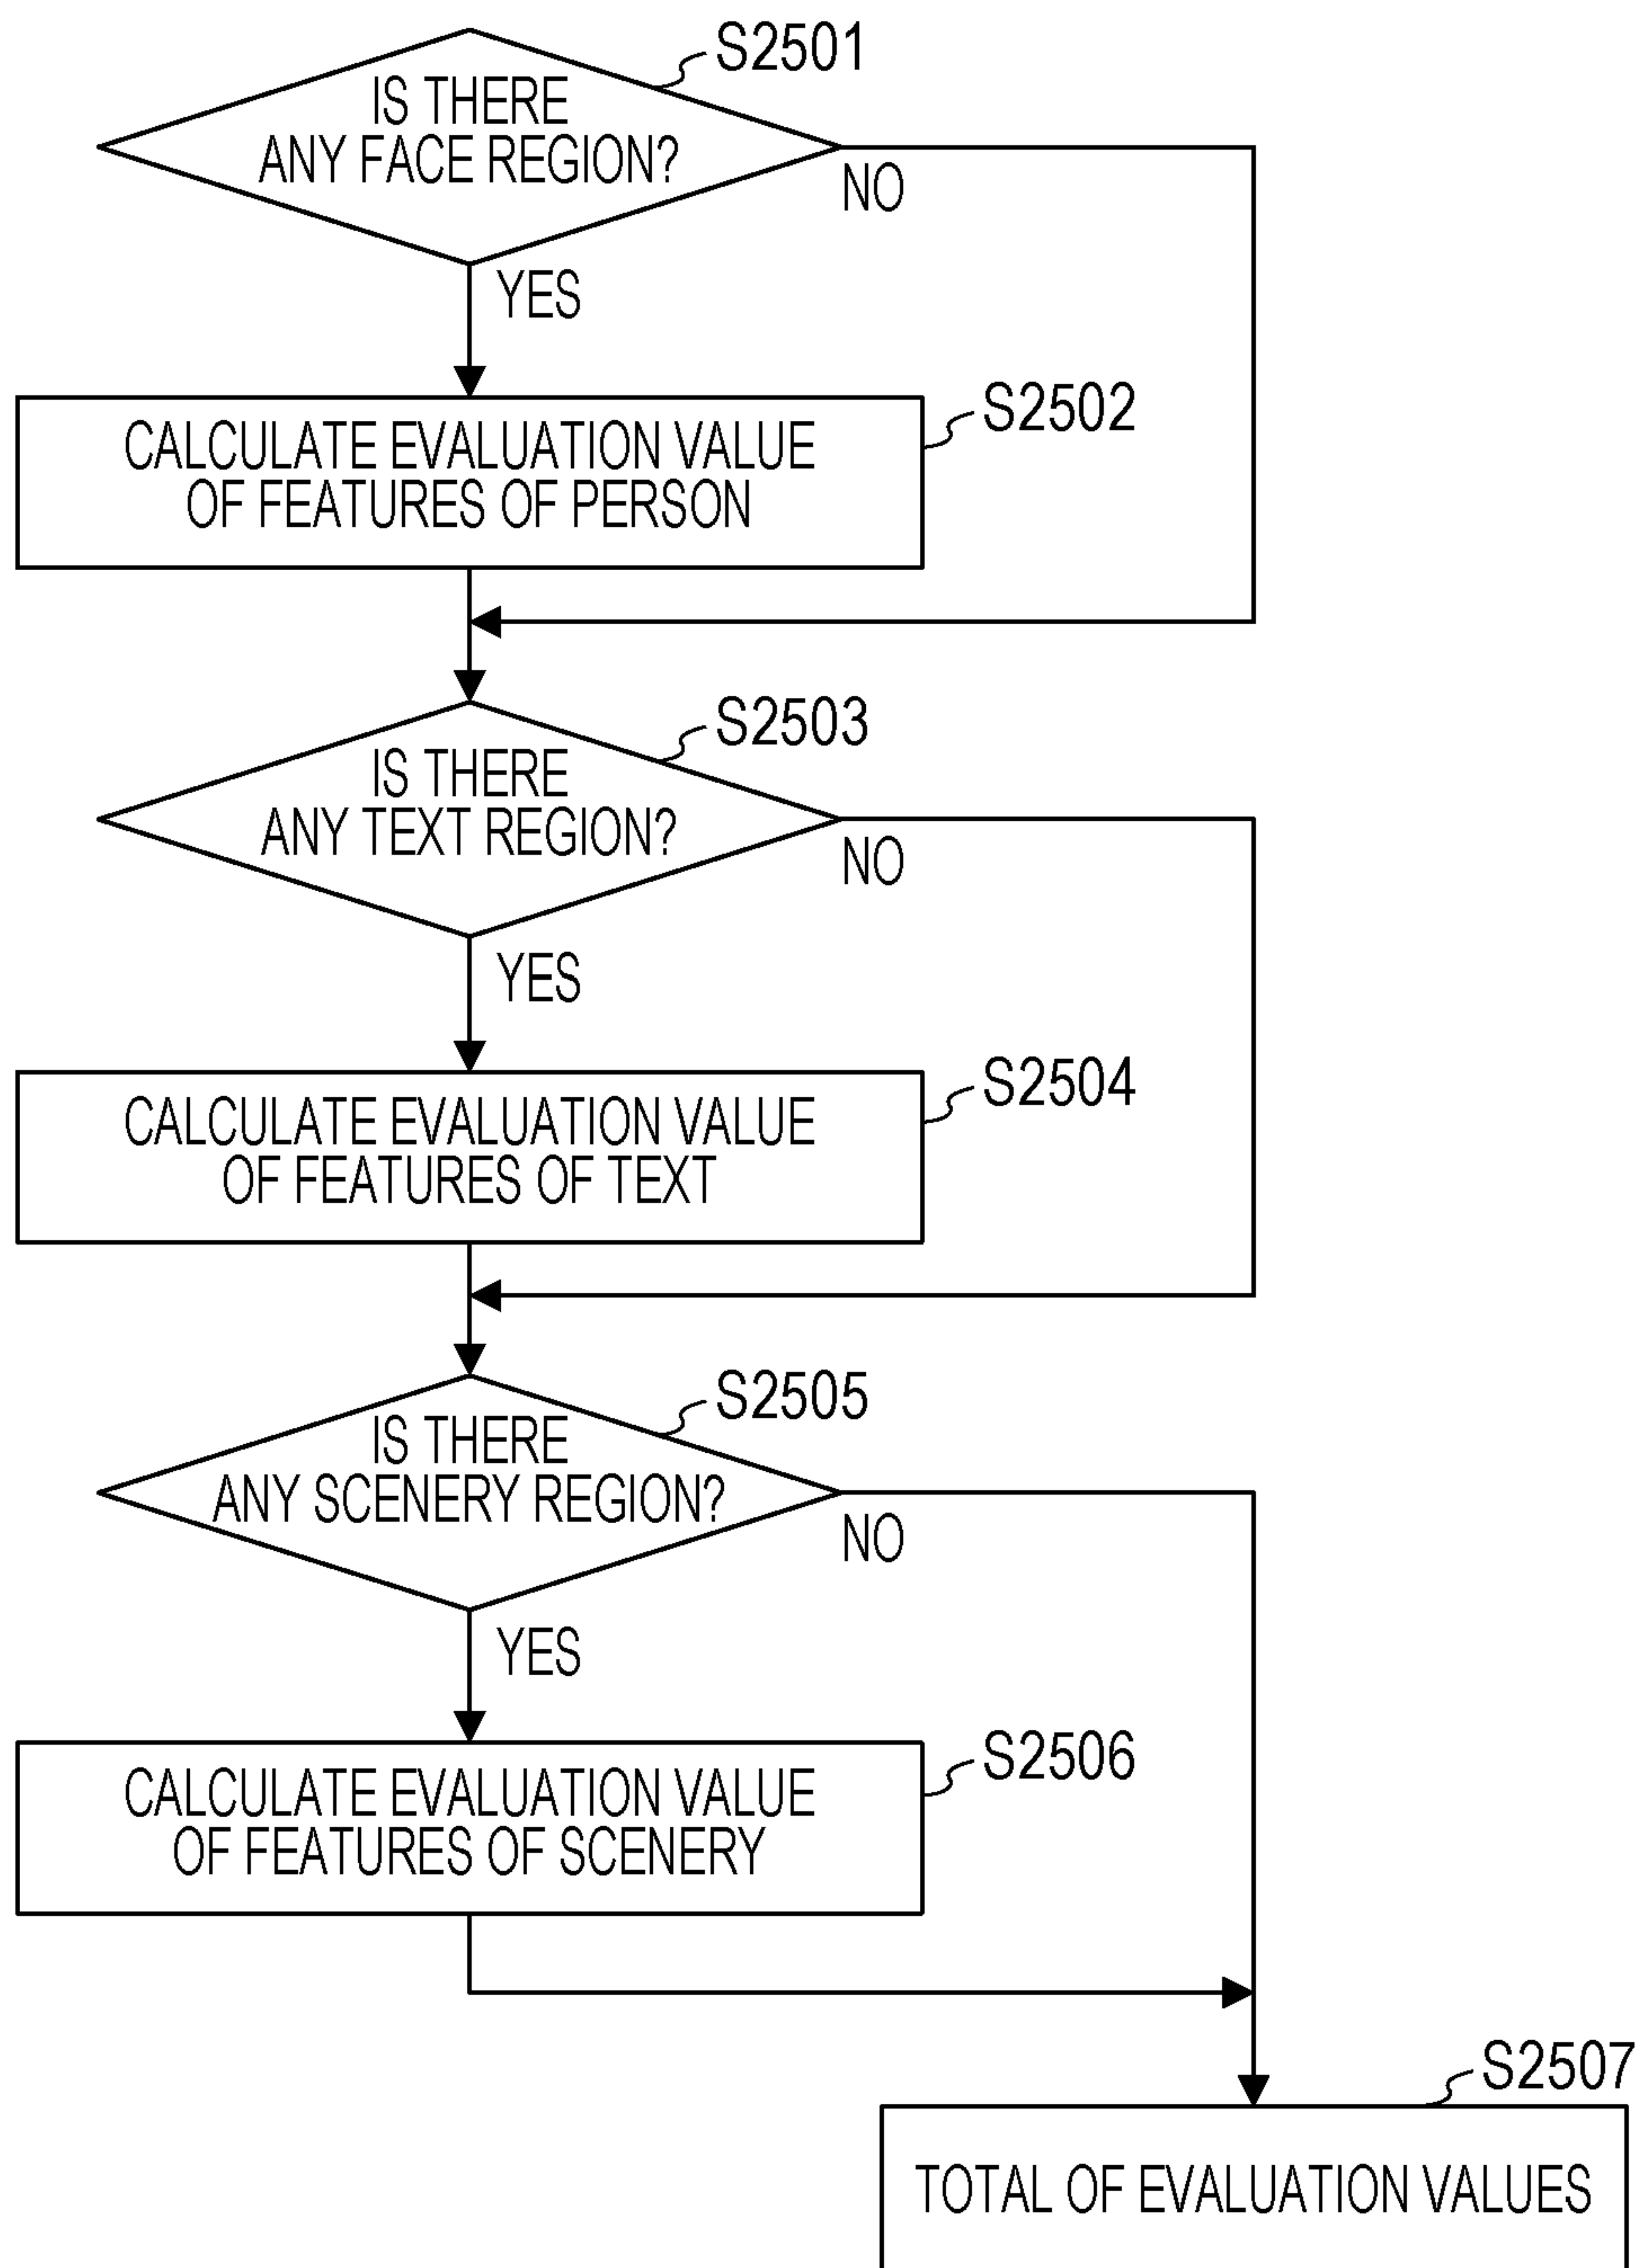 S2501
IS THERE
ANY FACE REGION?
NO
YES
S2502
CALCULATE EVALUATION VALUE
OF FEATURES OF PERSON
S2503
IS THERE
ANY TEXT REGION?
NO
YES
S2504
CALCULATE EVALUATION VALUE
OF FEATURES OF TEXT
S2505
IS THERE
ANY SCENERY REGION?
NO
YES
S2506
CALCULATE EVALUATION VALUE
OF FEATURES OF SCENERY
S2507
TOTAL OF EVALUATION VALUES